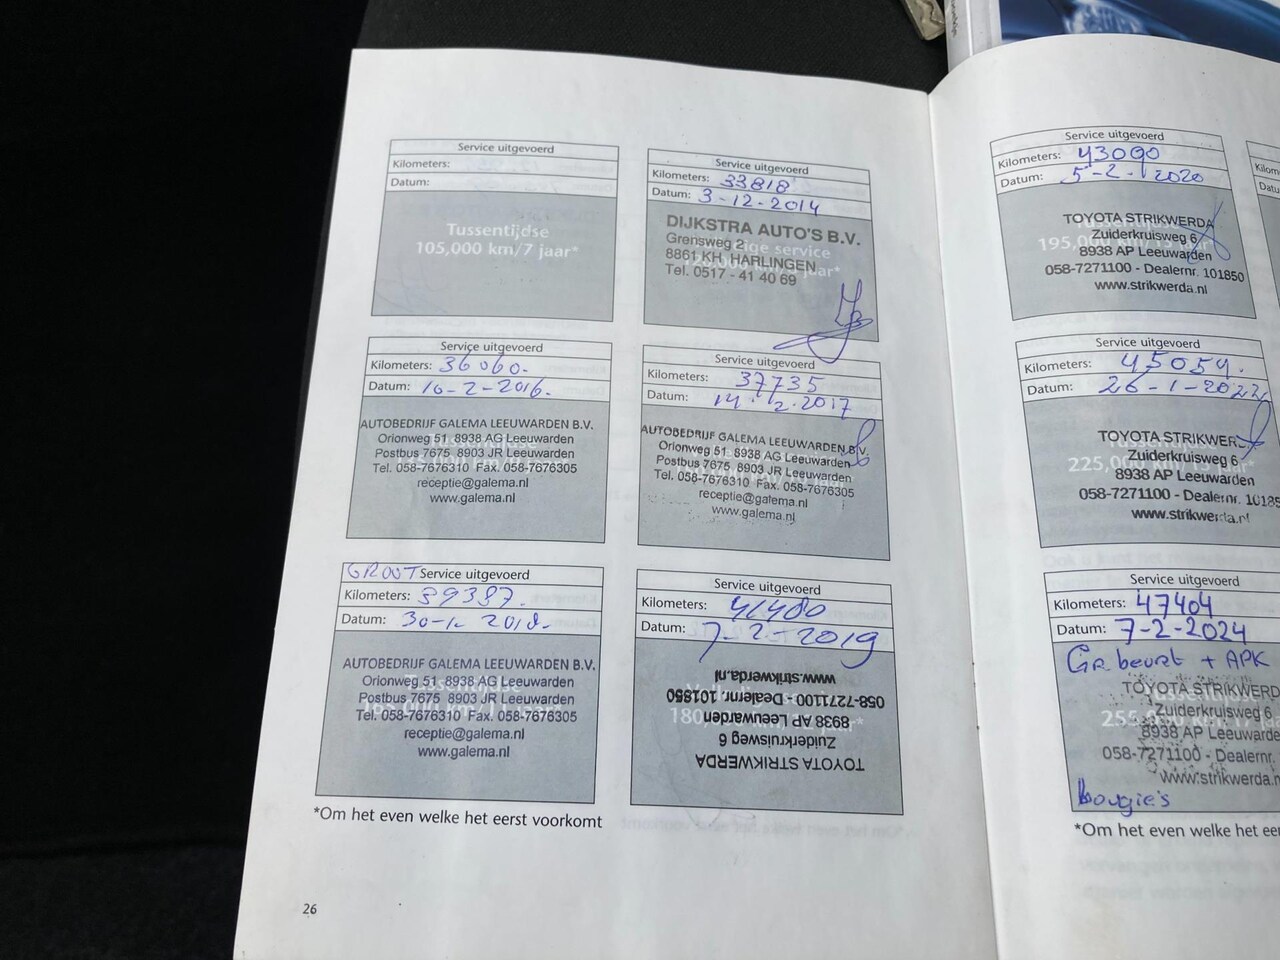 Service uitgevoerd
Kilometers:
Datum:
Tussentijdse
105,000 km/7 jaar*
Service uitgevoerd
Kilometers: 33818
Datum: 3-12-2014
DIJKSTRA AUTO'S B.V.
Grensweg 2
8861 KH HARLINGEN
Tel. 0517 - 41 40 69
Service uitgevoerd
Kilometers: 36060.
Datum: 10-2-2016.
AUTOBEDRIJF GALEMA LEEUWARDEN B.V.
Orionweg 51 8938 AG Leeuwarden
Postbus 7675 8903 JR Leeuwarden
Tel. 058-7676310 Fax. 058-7676305
receptie@galema.nl
www.galema.nl
Service uitgevoerd
Kilometers: 37735
Datum: 14-2-2017
AUTOBEDRIJF GALEMA LEEUWARDEN B.V.
Orionweg 51 8938 AG Leeuwarden
Postbus 7675 8903 JR Leeuwarden
Tel. 058-7676310 Fax. 058-7676305
receptie@galema.nl
www.galema.nl
GROOT Service uitgevoerd
Kilometers: 39387.
Datum: 30-1-2018.
AUTOBEDRIJF GALEMA LEEUWARDEN B.V.
Orionweg 51 8938 AG Leeuwarden
Postbus 7675 8903 JR Leeuwarden
Tel. 058-7676310 Fax. 058-7676305
receptie@galema.nl
www.galema.nl
Service uitgevoerd
Kilometers: 41480
Datum: 7-2-2019
TOYOTA STRIKWERDA
Zuiderkruisweg 6
8938 AP Leeuwarden
058-7271100 - Dealernr. 101850
www.strikwerda.nl
*Om het even welke het eerst voorkomt
26
Service uitgevoerd
Kilometers: 43090
Datum: 5-2-2020
TOYOTA STRIKWERDA
Zuiderkruisweg 6
8938 AP Leeuwarden
058-7271100 - Dealernr. 101850
www.strikwerda.nl
Service uitgevoerd
Kilometers: 45059.
Datum: 26-1-2022
TOYOTA STRIKWER
Zuiderkruisweg 6
8938 AP Leeuwarden
058-7271100 - Dealernr. 10185
www.strikwerda.nl
Service uitgevoerd
Kilometers: 47404
Datum: 7-2-2024
Gr. beurt + APK
TOYOTA STRIKWERD
Zuiderkruisweg 6
8938 AP Leeuwarde
058-7271100 - Dealernr.
www.strikwerda.n
bougie's
*Om het even welke het ee